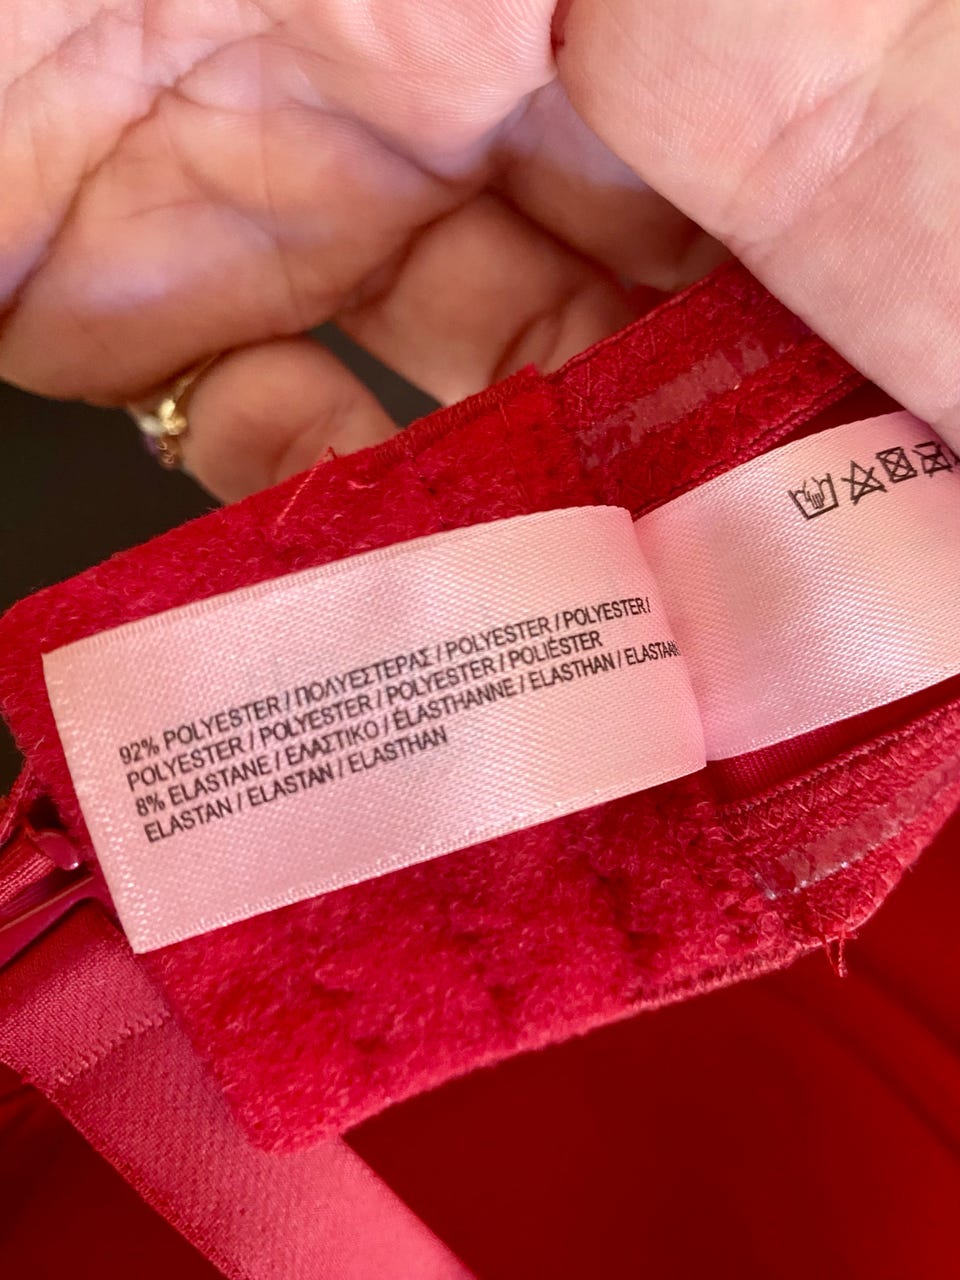 92% POLYESTER / ΠΟΛΥΕΣΤΕΡΑΣ / POLYESTER / POLYESTER /
POLYESTER / POLYESTER / POLYESTER / POLIÉSTER
8% ELASTANE / ΕΛΑΣΤΙΚΟ / ÉLASTHANNE / ELASTHAN / ELASTAAN
ELASTAN / ELASTAN / ELASTHAN